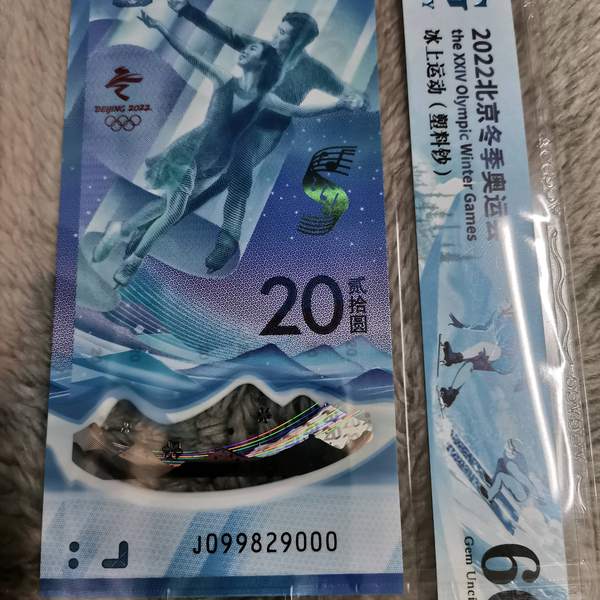 BEIJING 2022
20
贰拾圆
20
J099829000
2022北京冬季奥运会
the XXIV Olympic Winter Games
冰上运动（塑料钞）